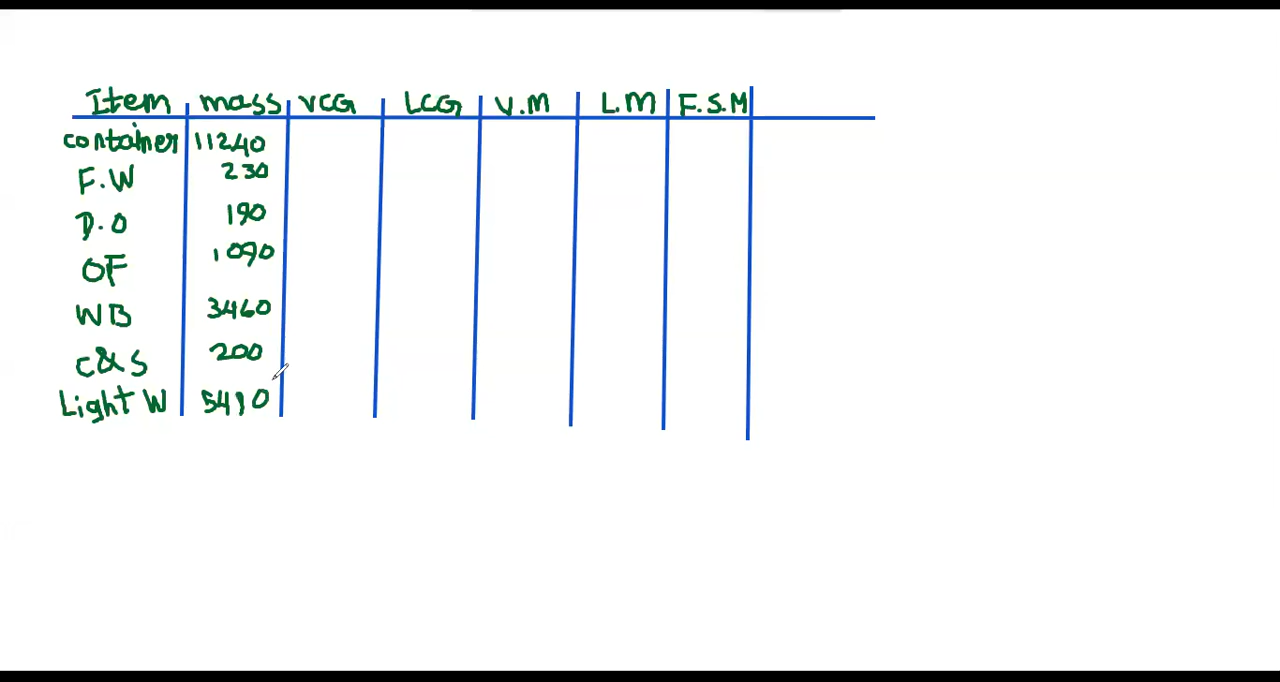 Item mass VCG LCG V.M L.M F.S.M
container 11240
F.W 230
D.O 190
OF 1090
WB 3460
C&S 200
Light W 5410